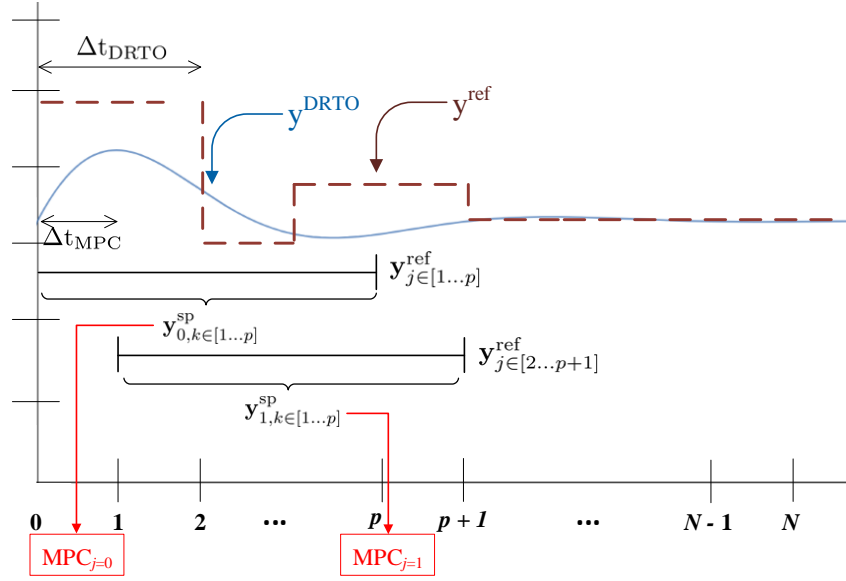 Δt_DRTO
y^DRTO
y^ref
Δt_MPC
y^ref_{j∈[1...p]}
y^sp_{0,k∈[1...p]}
y^ref_{j∈[2...p+1]}
y^sp_{1,k∈[1...p]}
0 1 2 ... p p + 1 ... N - 1 N
MPC_{j=0} MPC_{j=1}